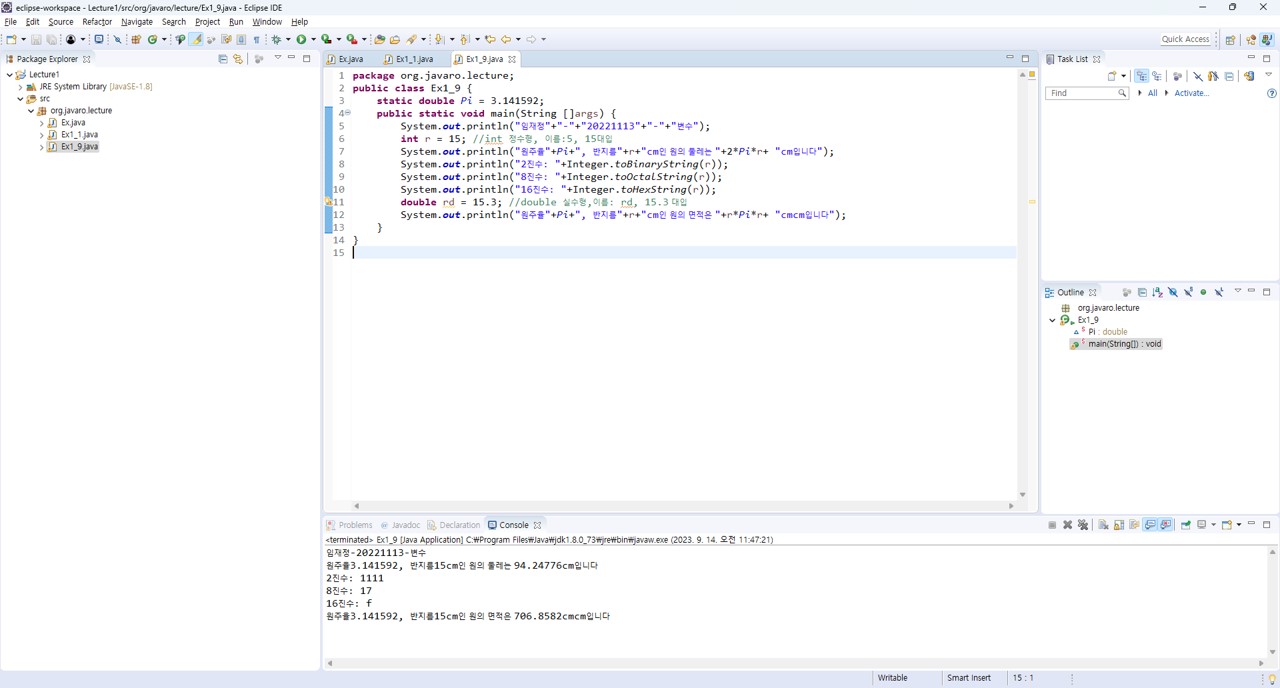 eclipse-workspace - Lecture1/src/org/javaro/lecture/Ex1_9.java - Eclipse IDE
File Edit Source Refactor Navigate Search Project Run Window Help
Quick Access
Package Explorer
Lecture1
JRE System Library [JavaSE-1.8]
src
org.javaro.lecture
Ex.java
Ex1_1.java
Ex1_9.java
Ex.java Ex1_1.java Ex1_9.java
1 package org.javaro.lecture;
2 public class Ex1_9 {
3 static double Pi = 3.141592;
4 public static void main(String []args) {
5 System.out.println("임재정"+"-"+"20221113"+"-"+"변수");
6 int r = 15; //int 정수형, 이름:5, 15대입
7 System.out.println("원주율"+Pi+", 반지름"+r+"cm인 원의 둘레는 "+2*Pi*r+ "cm입니다");
8 System.out.println("2진수: "+Integer.toBinaryString(r));
9 System.out.println("8진수: "+Integer.toOctalString(r));
10 System.out.println("16진수: "+Integer.toHexString(r));
11 double rd = 15.3; //double 실수형,이름: rd, 15.3 대입
12 System.out.println("원주율"+Pi+", 반지름"+r+"cm인 원의 면적은 "+r*Pi*r+ "cmcm입니다");
13 }
14 }
15
Task List
Find All Activate...
Outline
org.javaro.lecture
Ex1_9
Pi : double
main(String[]) : void
Problems Javadoc Declaration Console
<terminated> Ex1_9 [Java Application] C:₩Program Files₩Java₩jdk1.8.0_73₩jre₩bin₩javaw.exe (2023. 9. 14. 오전 11:47:21)
임재정-20221113-변수
원주율3.141592, 반지름15cm인 원의 둘레는 94.24776cm입니다
2진수: 1111
8진수: 17
16진수: f
원주율3.141592, 반지름15cm인 원의 면적은 706.8582cmcm입니다
Writable Smart Insert 15 : 1